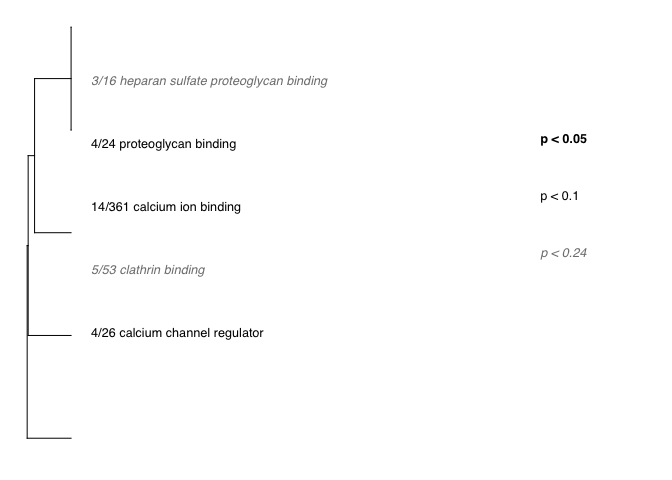 3/16 heparan sulfate proteoglycan binding
4/24 proteoglycan binding
14/361 calcium ion binding
5/53 clathrin binding
4/26 calcium channel regulator
p < 0.05
p < 0.1
p < 0.24